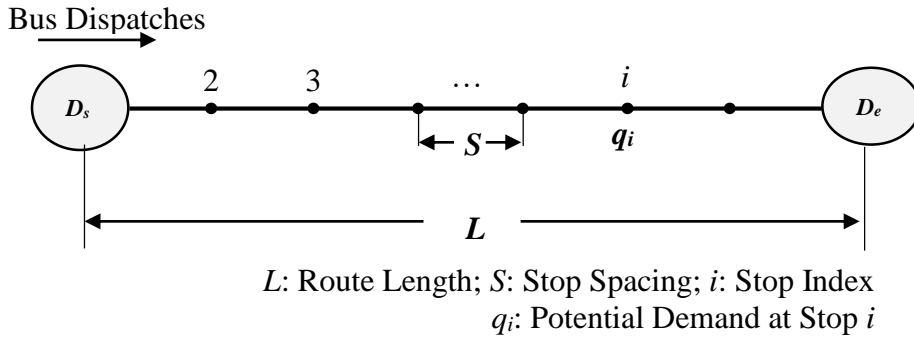 Bus Dispatches
2 3 ... i
D_s D_e
S q_i
L
L: Route Length; S: Stop Spacing; i: Stop Index
q_i: Potential Demand at Stop i